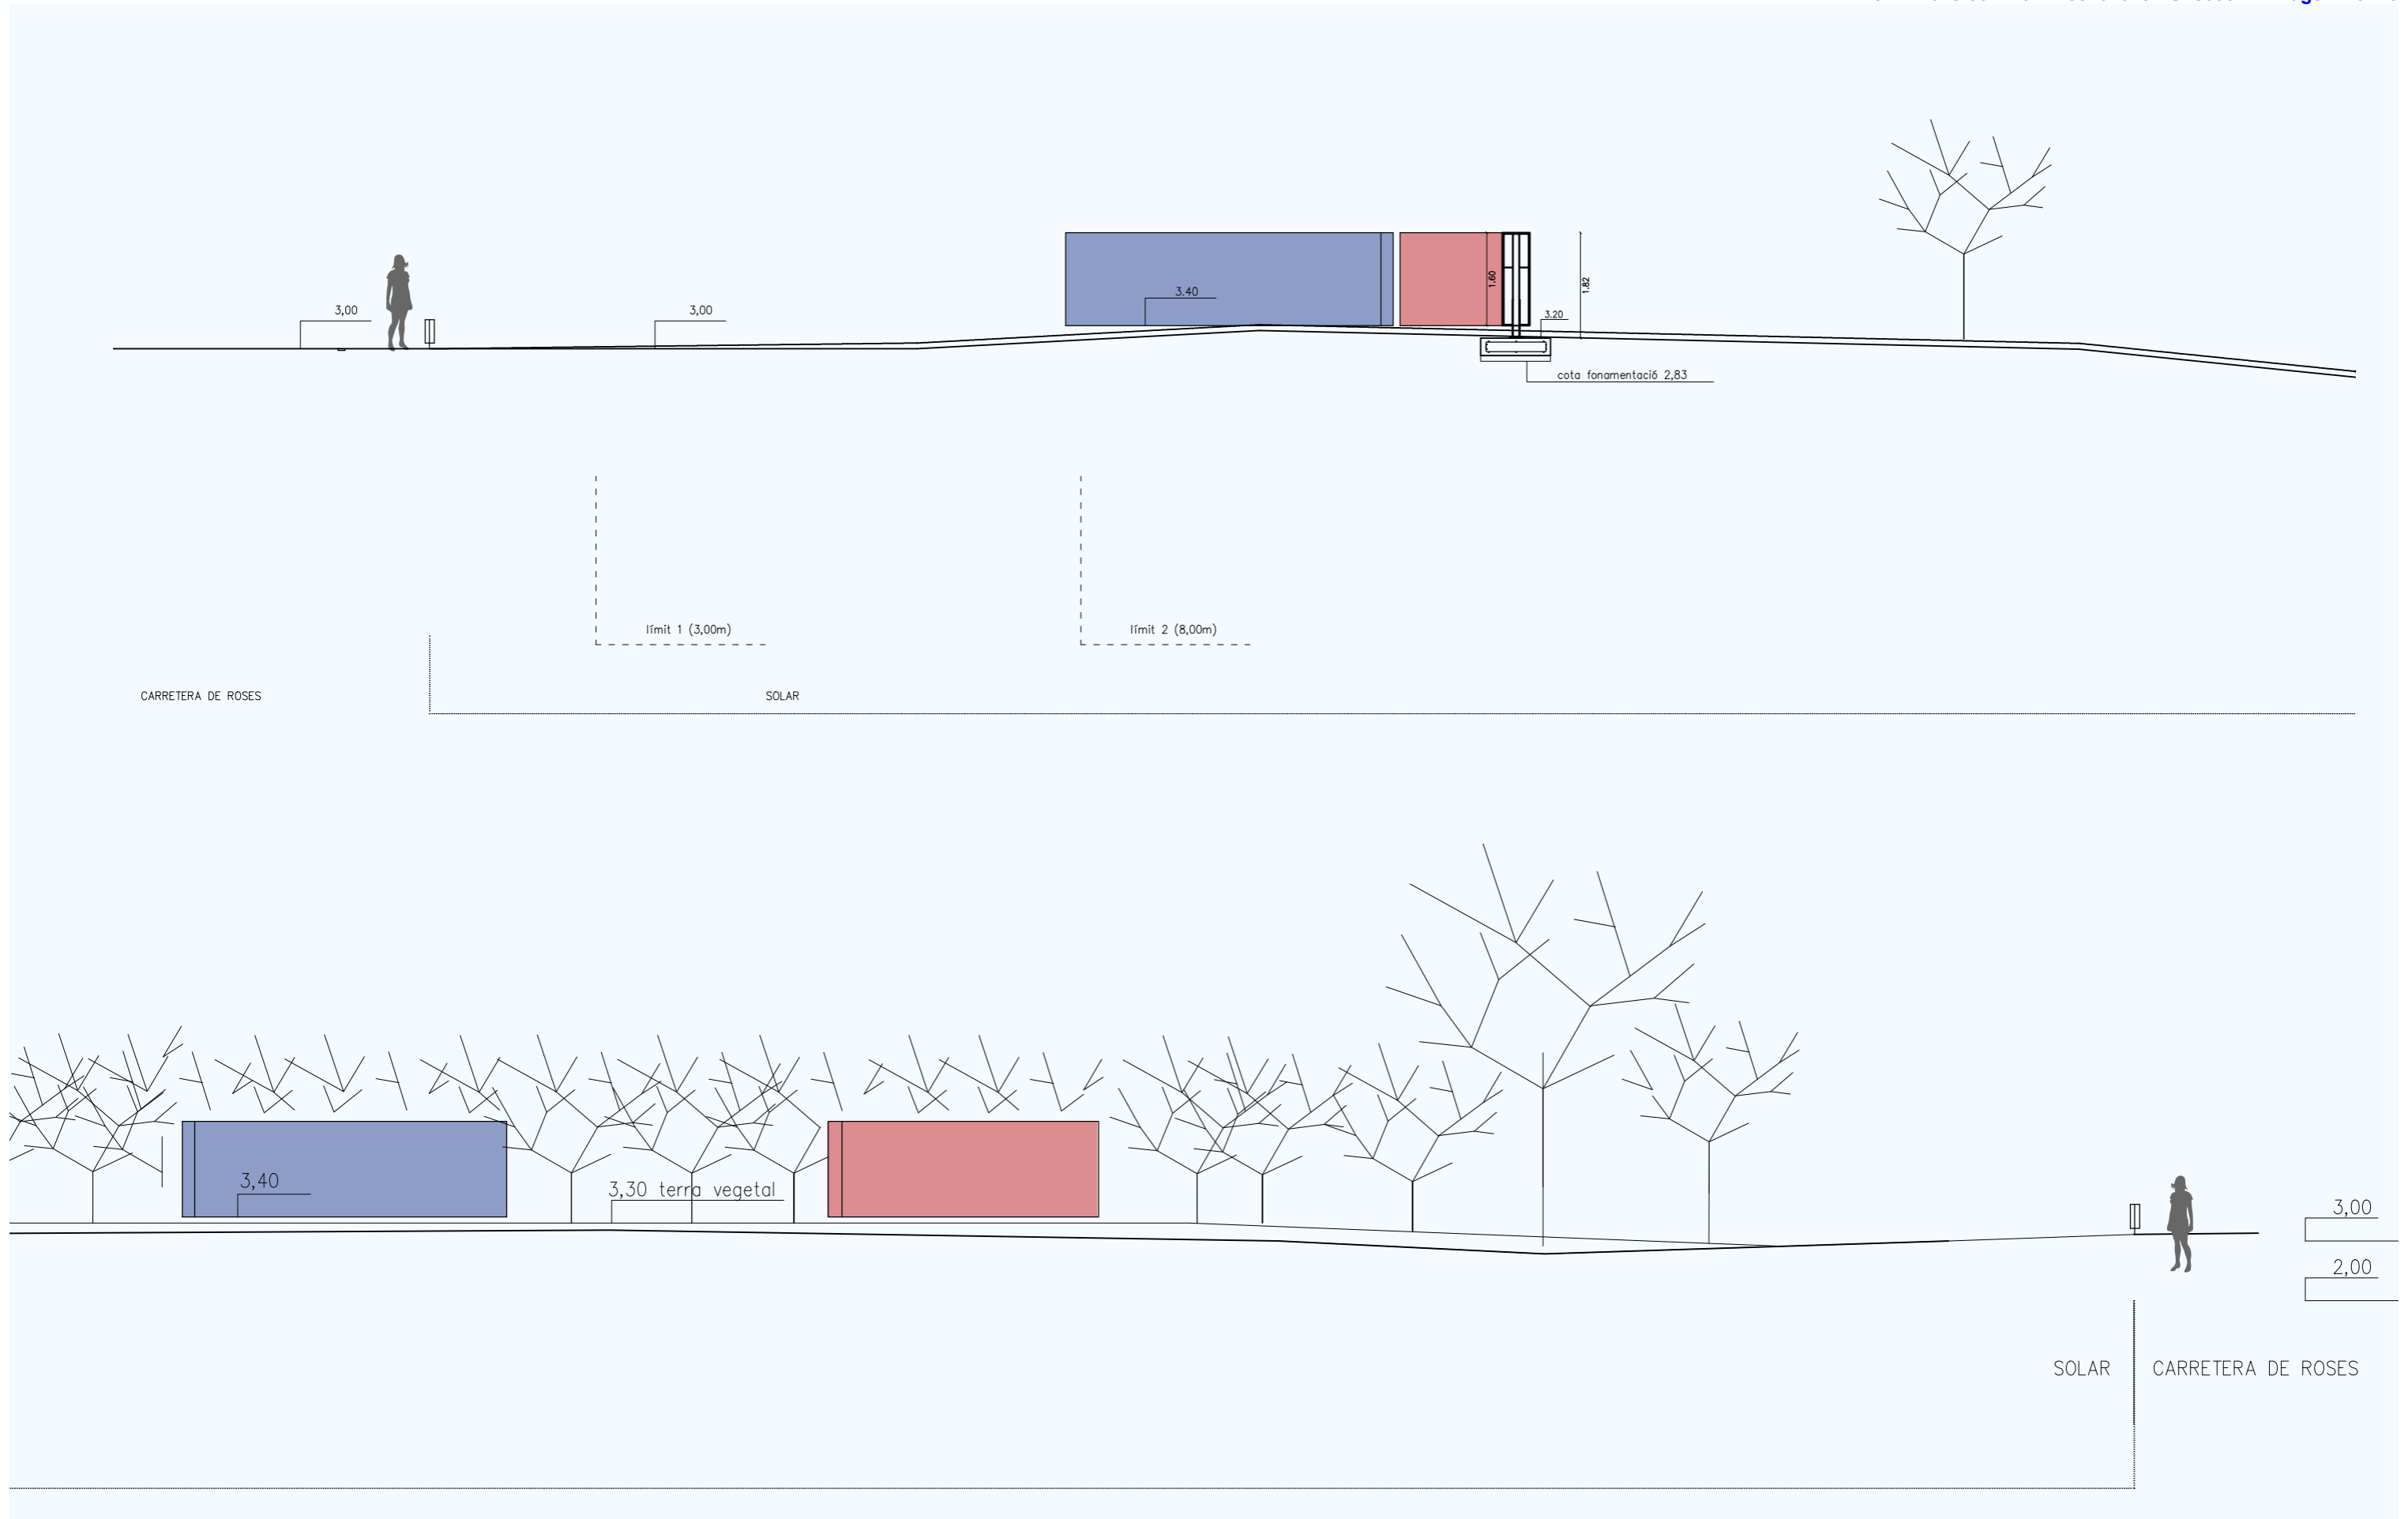 3,00
3,00
3.40
1.60
3.20
1.82
cota fonamentació 2,83
límit 1 (3,00m)
límit 2 (8,00m)
CARRETERA DE ROSES
SOLAR
3,40
3,30 terra vegetal
3,00
2,00
SOLAR
CARRETERA DE ROSES